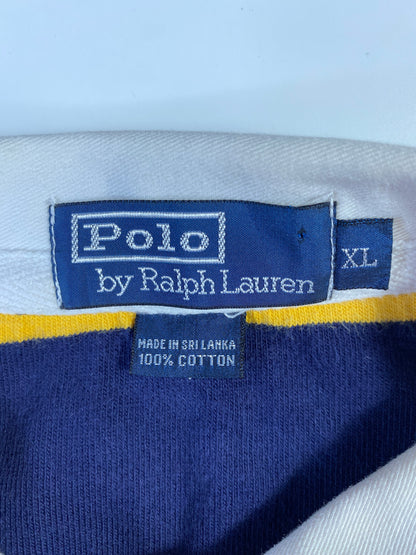 Polo
by Ralph Lauren
XL
MADE IN SRI LANKA
100% COTTON